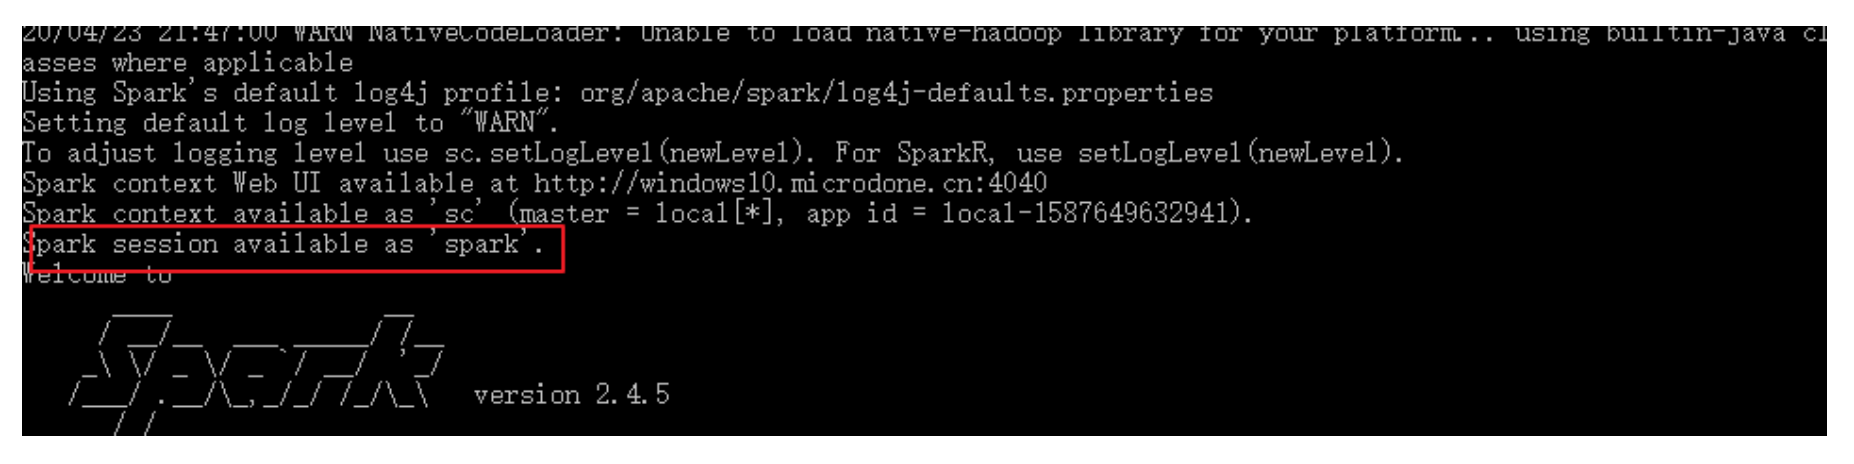 20/04/23 21:47:00 WARN NativeCodeLoader: Unable to load native-hadoop library for your platform... using builtin-java cl
asses where applicable
Using Spark's default log4j profile: org/apache/spark/log4j-defaults.properties
Setting default log level to "WARN".
To adjust logging level use sc.setLogLevel(newLevel). For SparkR, use setLogLevel(newLevel).
Spark context Web UI available at http://windows10.microdone.cn:4040
Spark context available as 'sc' (master = local[*], app id = local-1587649632941).
Spark session available as 'spark'.
Welcome to
Spark
version 2.4.5